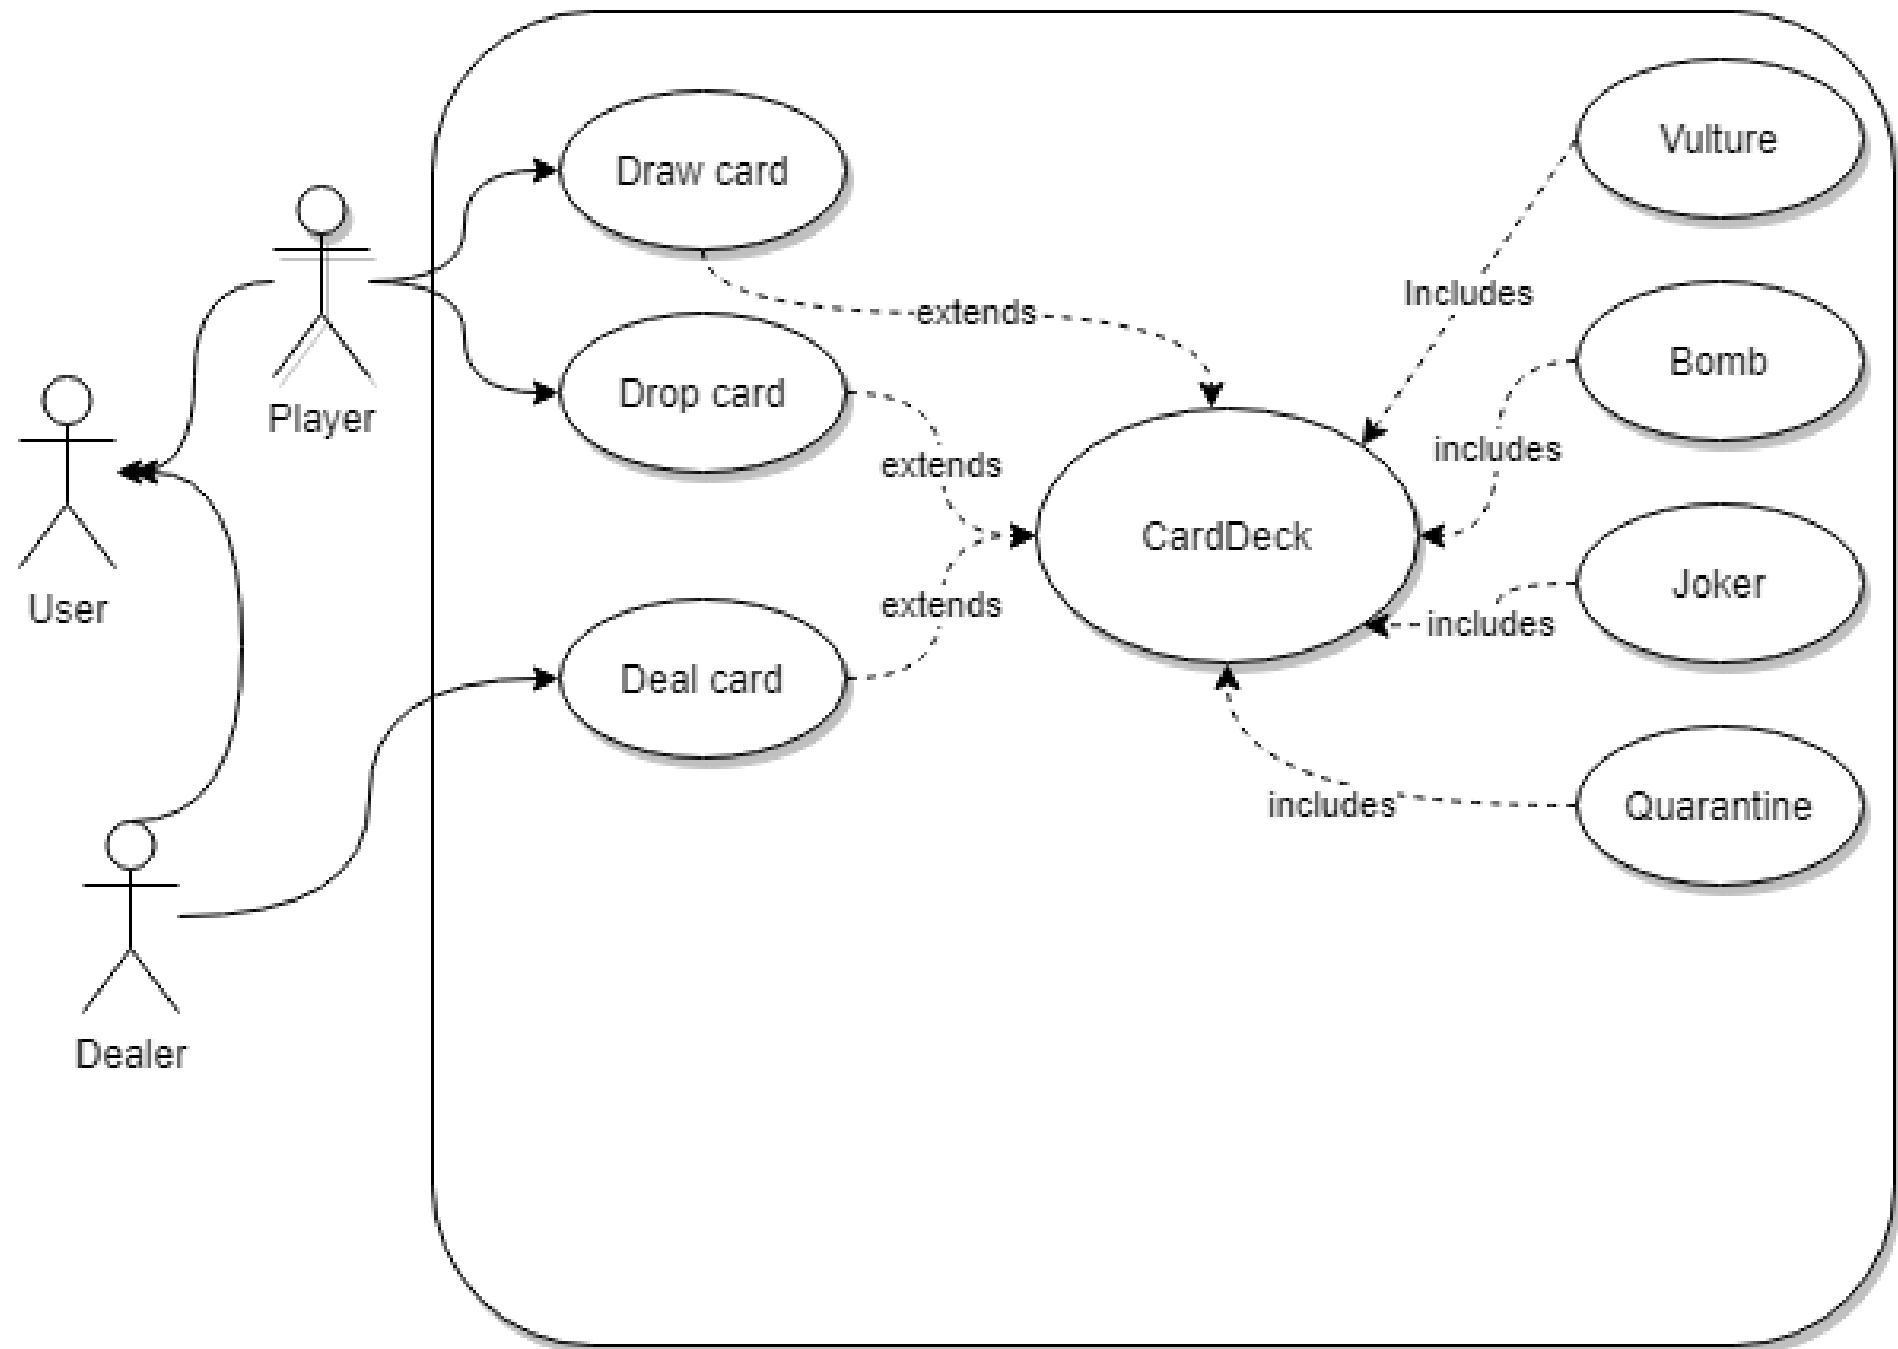 Vulture
Draw card
Includes
extends
Bomb
Drop card
Player
includes
extends
CardDeck
Joker
User
extends
includes
Deal card
includes
Quarantine
Dealer